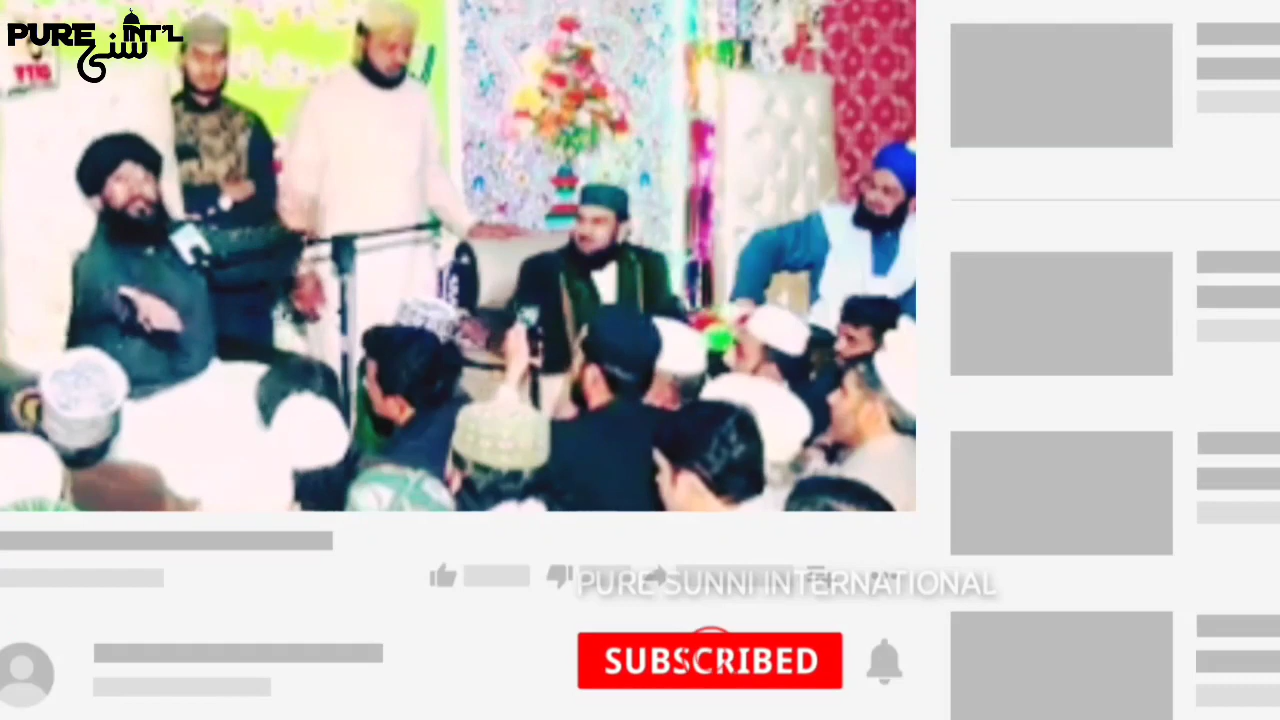 PURE سنی INT'L
PURE SUNNI INTERNATIONAL
SUBSCRIBED